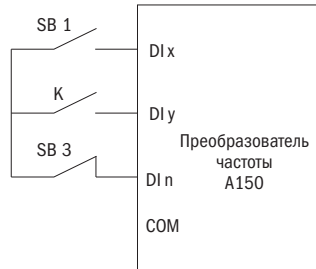 SB 1
DI x
K
DI y
SB 3
DI n
Преобразователь
частоты
A150
COM